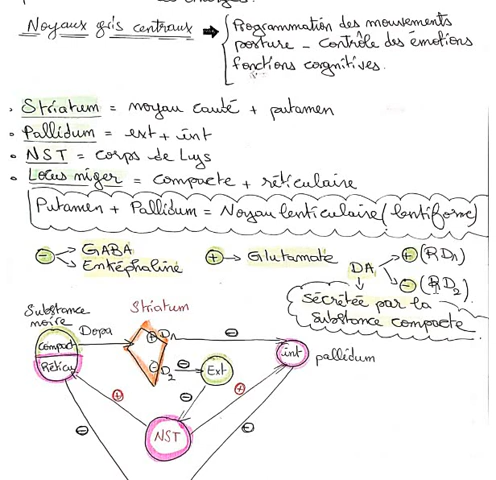 Noyaux gris centraux → Programmation des mouvements
posture - Contrôle des émotions
fonctions cognitives.
• Striatum = noyau caudé + putamen
• Pallidum = ext + int
• NST = corps de Luys
• Locus niger = compacte + réticulaire
Putamen + Pallidum = Noyau lenticulaire (lentiforme)
⊖ → GABA
→ Enképhaline
⊕ → Glutamate
DA → ⊕ (RD1)
→ ⊖ (RD2)
sécrétée par la
substance compacte
Substance
noire
Striatum
Dopa
Compact
Réticu
⊕ D1
⊖
⊖ D2
⊖
Ext
int
pallidum
⊕
⊖
⊕
NST
⊖
⊖